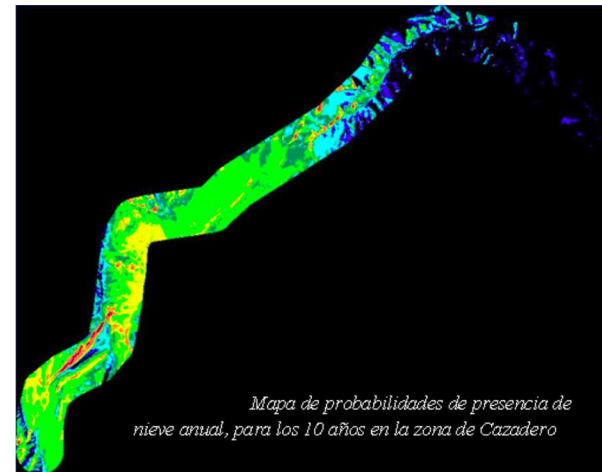 Mapa de probabilidades de presencia de
nieve anual, para los 10 años en la zona de Cazadero